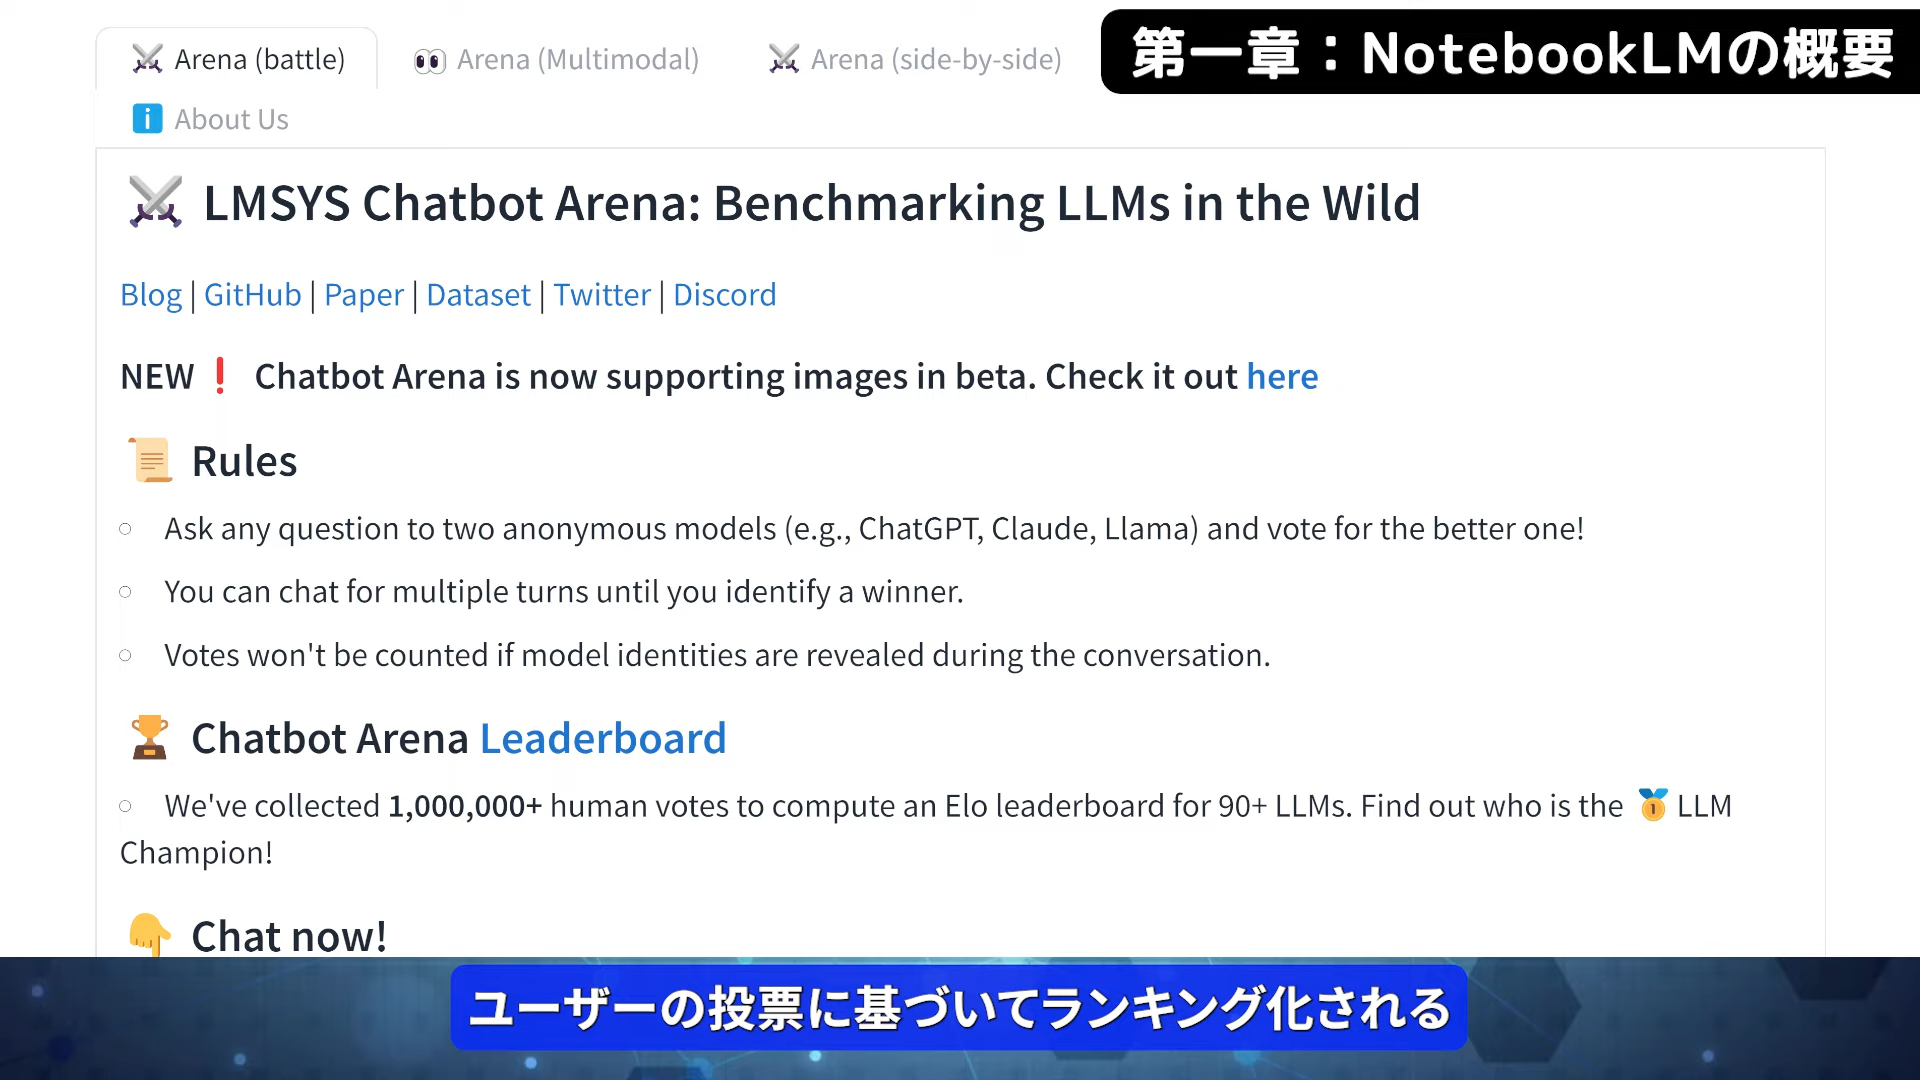 Arena (battle)
Arena (Multimodal)
Arena (side-by-side)
第一章：NotebookLMの概要
About Us
LMSYS Chatbot Arena: Benchmarking LLMs in the Wild
Blog | GitHub | Paper | Dataset | Twitter | Discord
NEW❗ Chatbot Arena is now supporting images in beta. Check it out here
Rules
Ask any question to two anonymous models (e.g., ChatGPT, Claude, Llama) and vote for the better one!
You can chat for multiple turns until you identify a winner.
Votes won't be counted if model identities are revealed during the conversation.
Chatbot Arena Leaderboard
We've collected 1,000,000+ human votes to compute an Elo leaderboard for 90+ LLMs. Find out who is the 🥇 LLM
Champion!
Chat now!
ユーザーの投票に基づいてランキング化される